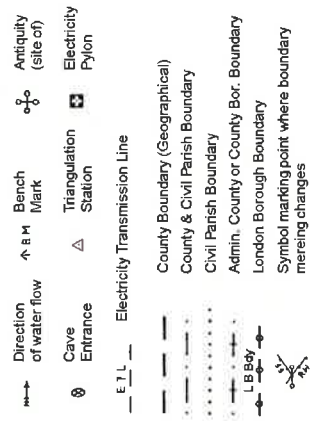 Direction of water flow
B M Bench Mark
Antiquity (site of)
Cave Entrance
Triangulation Station
Electricity Pylon
E T L Electricity Transmission Line
County Boundary (Geographical)
County & Civil Parish Boundary
Civil Parish Boundary
Admin. County or County Bor. Boundary
L B Bdy London Borough Boundary
Symbol marking point where boundary
mereing changes